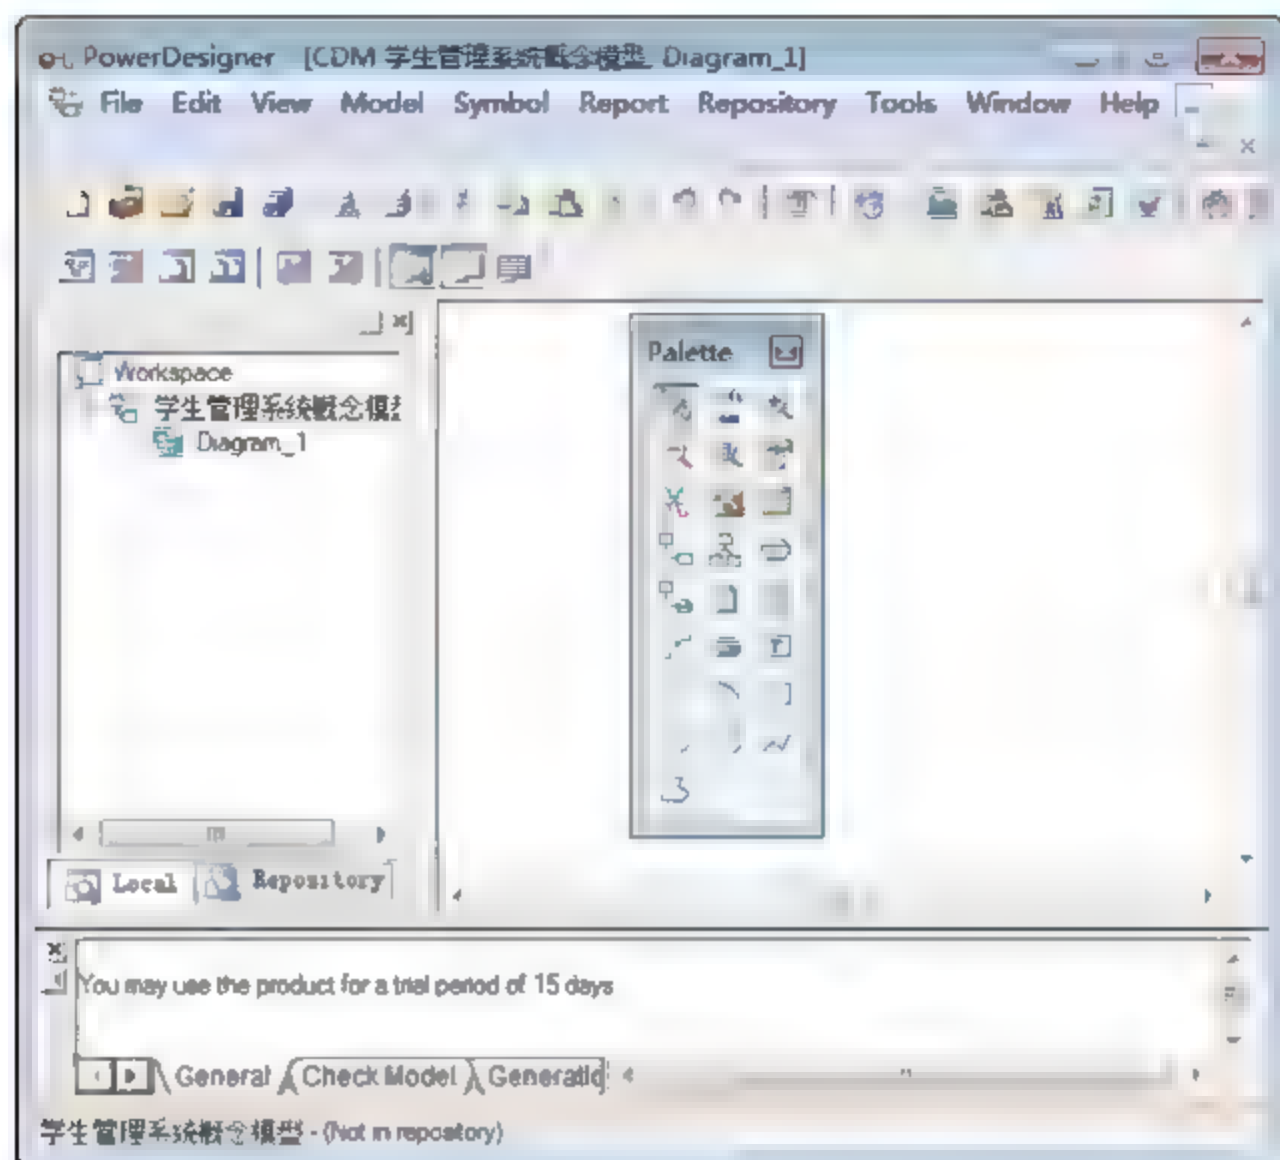 PowerDesigner [CDM 学生管理系统概念模型 Diagram_1]
File Edit View Model Symbol Report Repository Tools Window Help
Palette
Workspace
学生管理系统概念模
Diagram_1
Local Repository
You may use the product for a trial period of 15 days
General Check Model Generatio
学生管理系统概念模型 - (Not in repository)